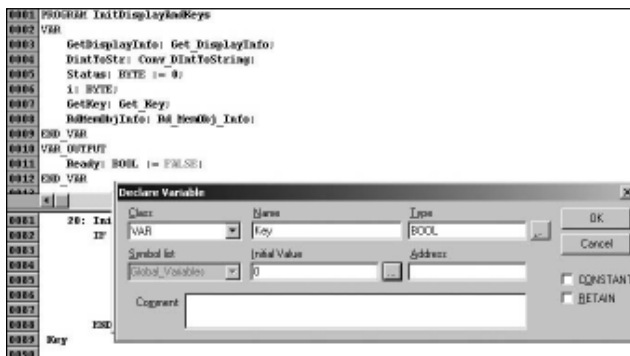 0001 PROGRAM InitDisplayAndKeys
0002 VAR
0003 GetDisplayInfo: Get_DisplayInfo;
0004 DintToStr: Conv_DIntToString;
0005 Status: BYTE := 0;
0006 i: BYTE;
0007 GetKey: Get_Key;
0008 RdMemObjInfo: Rd_MemObj_Info;
0009 END_VAR
0010 VAR_OUTPUT
0011 Ready: BOOL := FALSE;
0012 END_VAR
Declare Variable
Class Name Type
VAR Key BOOL ... OK
Symbol list Initial Value Address Cancel
Global_Variables 0 ...
CONSTANT
RETAIN
Comment
0001 20: Ini
0002 IF
0003
0004
0005
0006
0007
0008 END
0009 Key